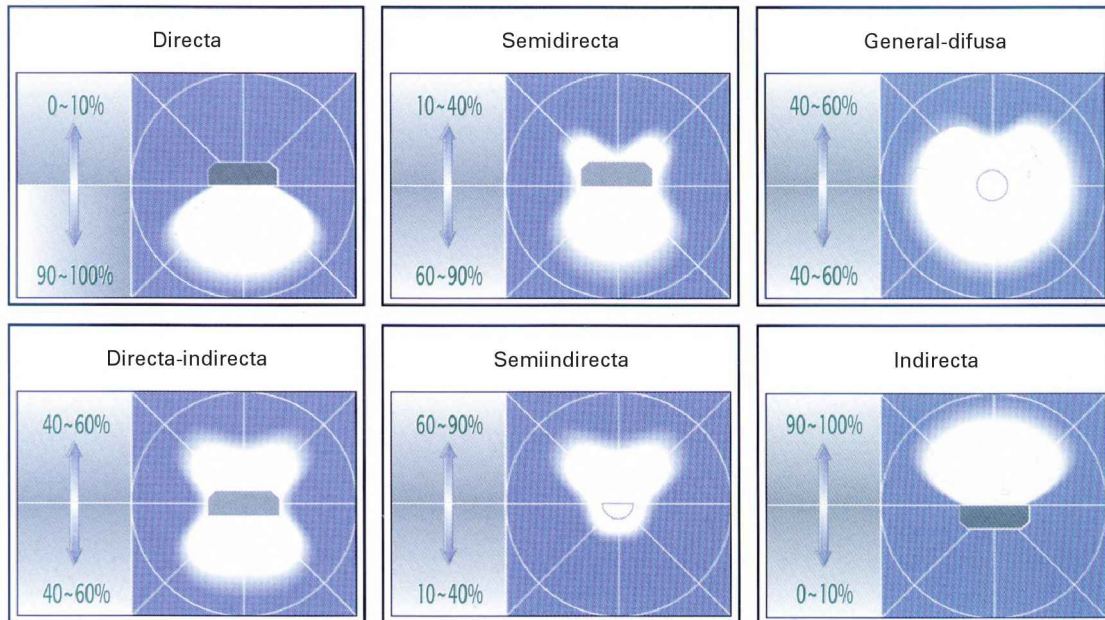 Directa
0~10%
90~100%
Semidirecta
10~40%
60~90%
General-difusa
40~60%
40~60%
Directa-indirecta
40~60%
40~60%
Semiindirecta
60~90%
10~40%
Indirecta
90~100%
0~10%